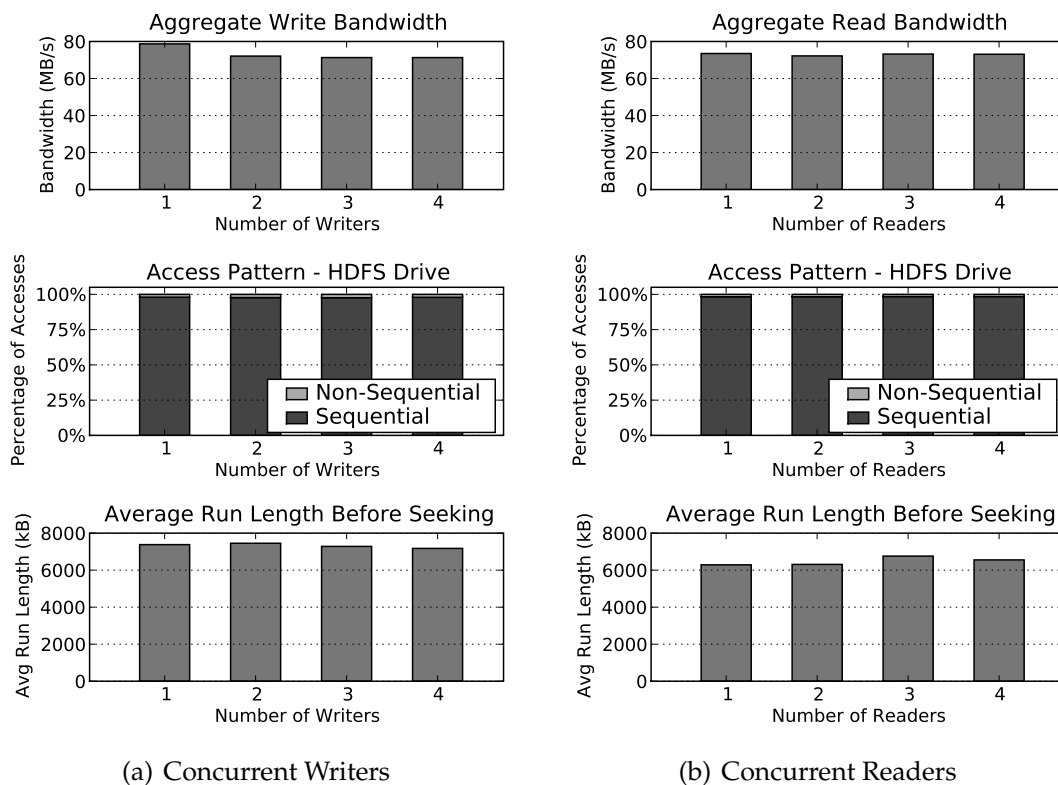 Aggregate Write Bandwidth
Bandwidth (MB/s)
80
60
40
20
0
1 2 3 4
Number of Writers
Access Pattern - HDFS Drive
Percentage of Accesses
100%
75%
50%
25%
0%
Non-Sequential
Sequential
1 2 3 4
Number of Writers
Average Run Length Before Seeking
Avg Run Length (kB)
8000
6000
4000
2000
0
1 2 3 4
Number of Writers
(a) Concurrent Writers
Aggregate Read Bandwidth
Bandwidth (MB/s)
80
60
40
20
0
1 2 3 4
Number of Readers
Access Pattern - HDFS Drive
Percentage of Accesses
100%
75%
50%
25%
0%
Non-Sequential
Sequential
1 2 3 4
Number of Readers
Average Run Length Before Seeking
Avg Run Length (kB)
8000
6000
4000
2000
0
1 2 3 4
Number of Readers
(b) Concurrent Readers